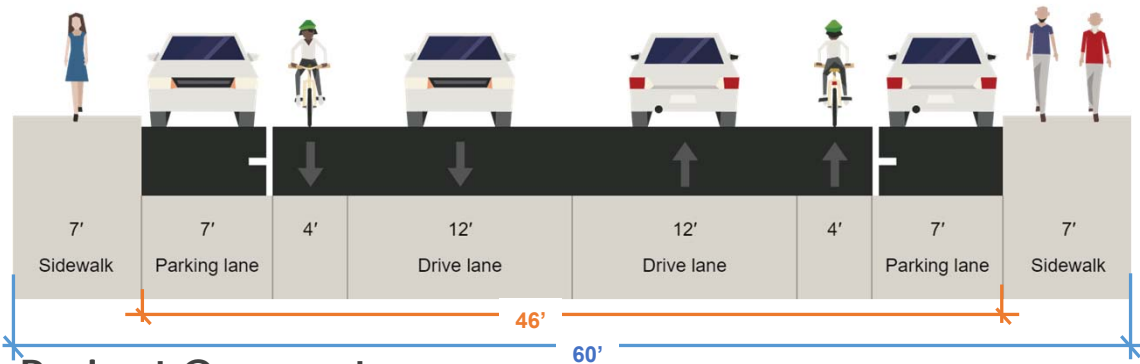 7' 7' 4' 12' 12' 4' 7' 7'
Sidewalk Parking lane Drive lane Drive lane Parking lane Sidewalk
46'
60'